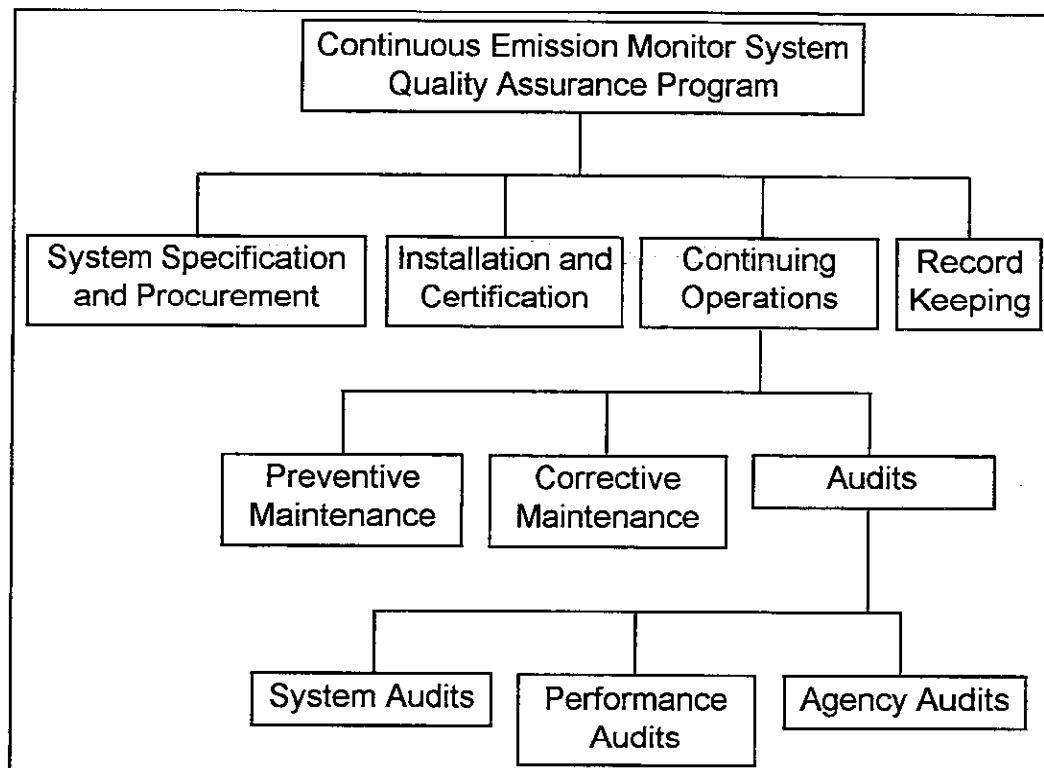 Continuous Emission Monitor System
Quality Assurance Program
System Specification
and Procurement
Installation and
Certification
Continuing
Operations
Record
Keeping
Preventive
Maintenance
Corrective
Maintenance
Audits
System Audits
Performance
Audits
Agency Audits